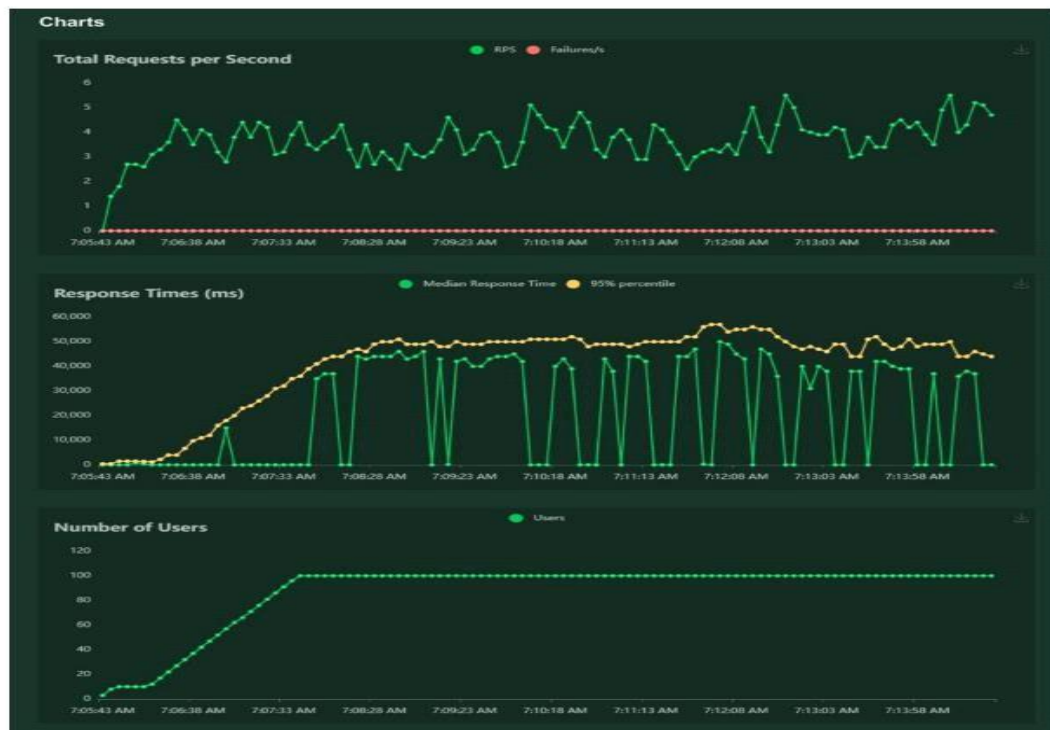 Charts
RPS Failures/s
Total Requests per Second
6
5
4
3
2
1
0
7:05:43 AM 7:06:38 AM 7:07:33 AM 7:08:28 AM 7:09:23 AM 7:10:18 AM 7:11:13 AM 7:12:08 AM 7:13:03 AM 7:13:58 AM
Median Response Time 95% percentile
Response Times (ms)
60,000
50,000
40,000
30,000
20,000
10,000
0
7:05:43 AM 7:06:38 AM 7:07:33 AM 7:08:28 AM 7:09:23 AM 7:10:18 AM 7:11:13 AM 7:12:08 AM 7:13:03 AM 7:13:58 AM
Users
Number of Users
120
100
80
60
40
20
0
7:05:43 AM 7:06:38 AM 7:07:33 AM 7:08:28 AM 7:09:23 AM 7:10:18 AM 7:11:13 AM 7:12:08 AM 7:13:03 AM 7:13:58 AM